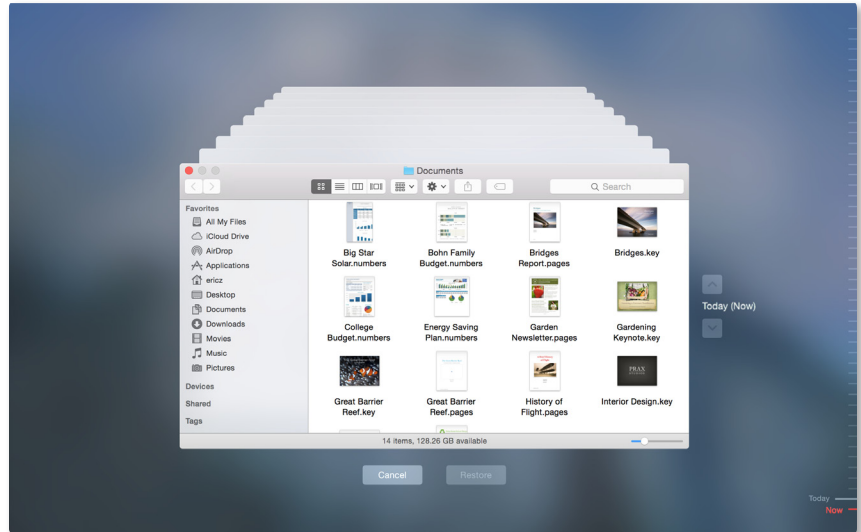 Documents
Search
Favorites
All My Files
iCloud Drive
AirDrop
Applications
ericz
Desktop
Documents
Downloads
Movies
Music
Pictures
Devices
Shared
Tags
Big Star
Solar.numbers
Bohn Family
Budget.numbers
Bridges
Report.pages
Bridges.key
College
Budget.numbers
Energy Saving
Plan.numbers
Garden
Newsletter.pages
Gardening
Keynote.key
PRAX
Great Barrier
Reef.key
Great Barrier
Reef.pages
History of
Flight.pages
Interior Design.key
14 items, 128.26 GB available
Today (Now)
Cancel
Restore
Today
Now